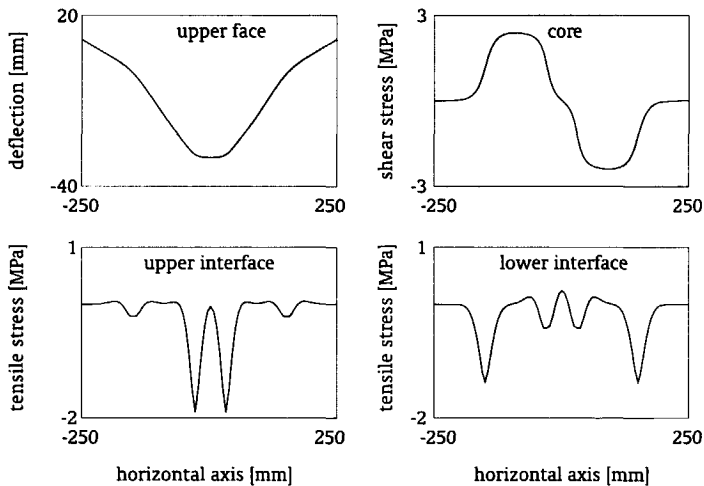 20
upper face
deflection [mm]
-40
-250
250
3
core
shear stress [MPa]
-3
-250
250
1
upper interface
tensile stress [MPa]
-2
-250
250
horizontal axis [mm]
1
lower interface
tensile stress [MPa]
-2
-250
250
horizontal axis [mm]